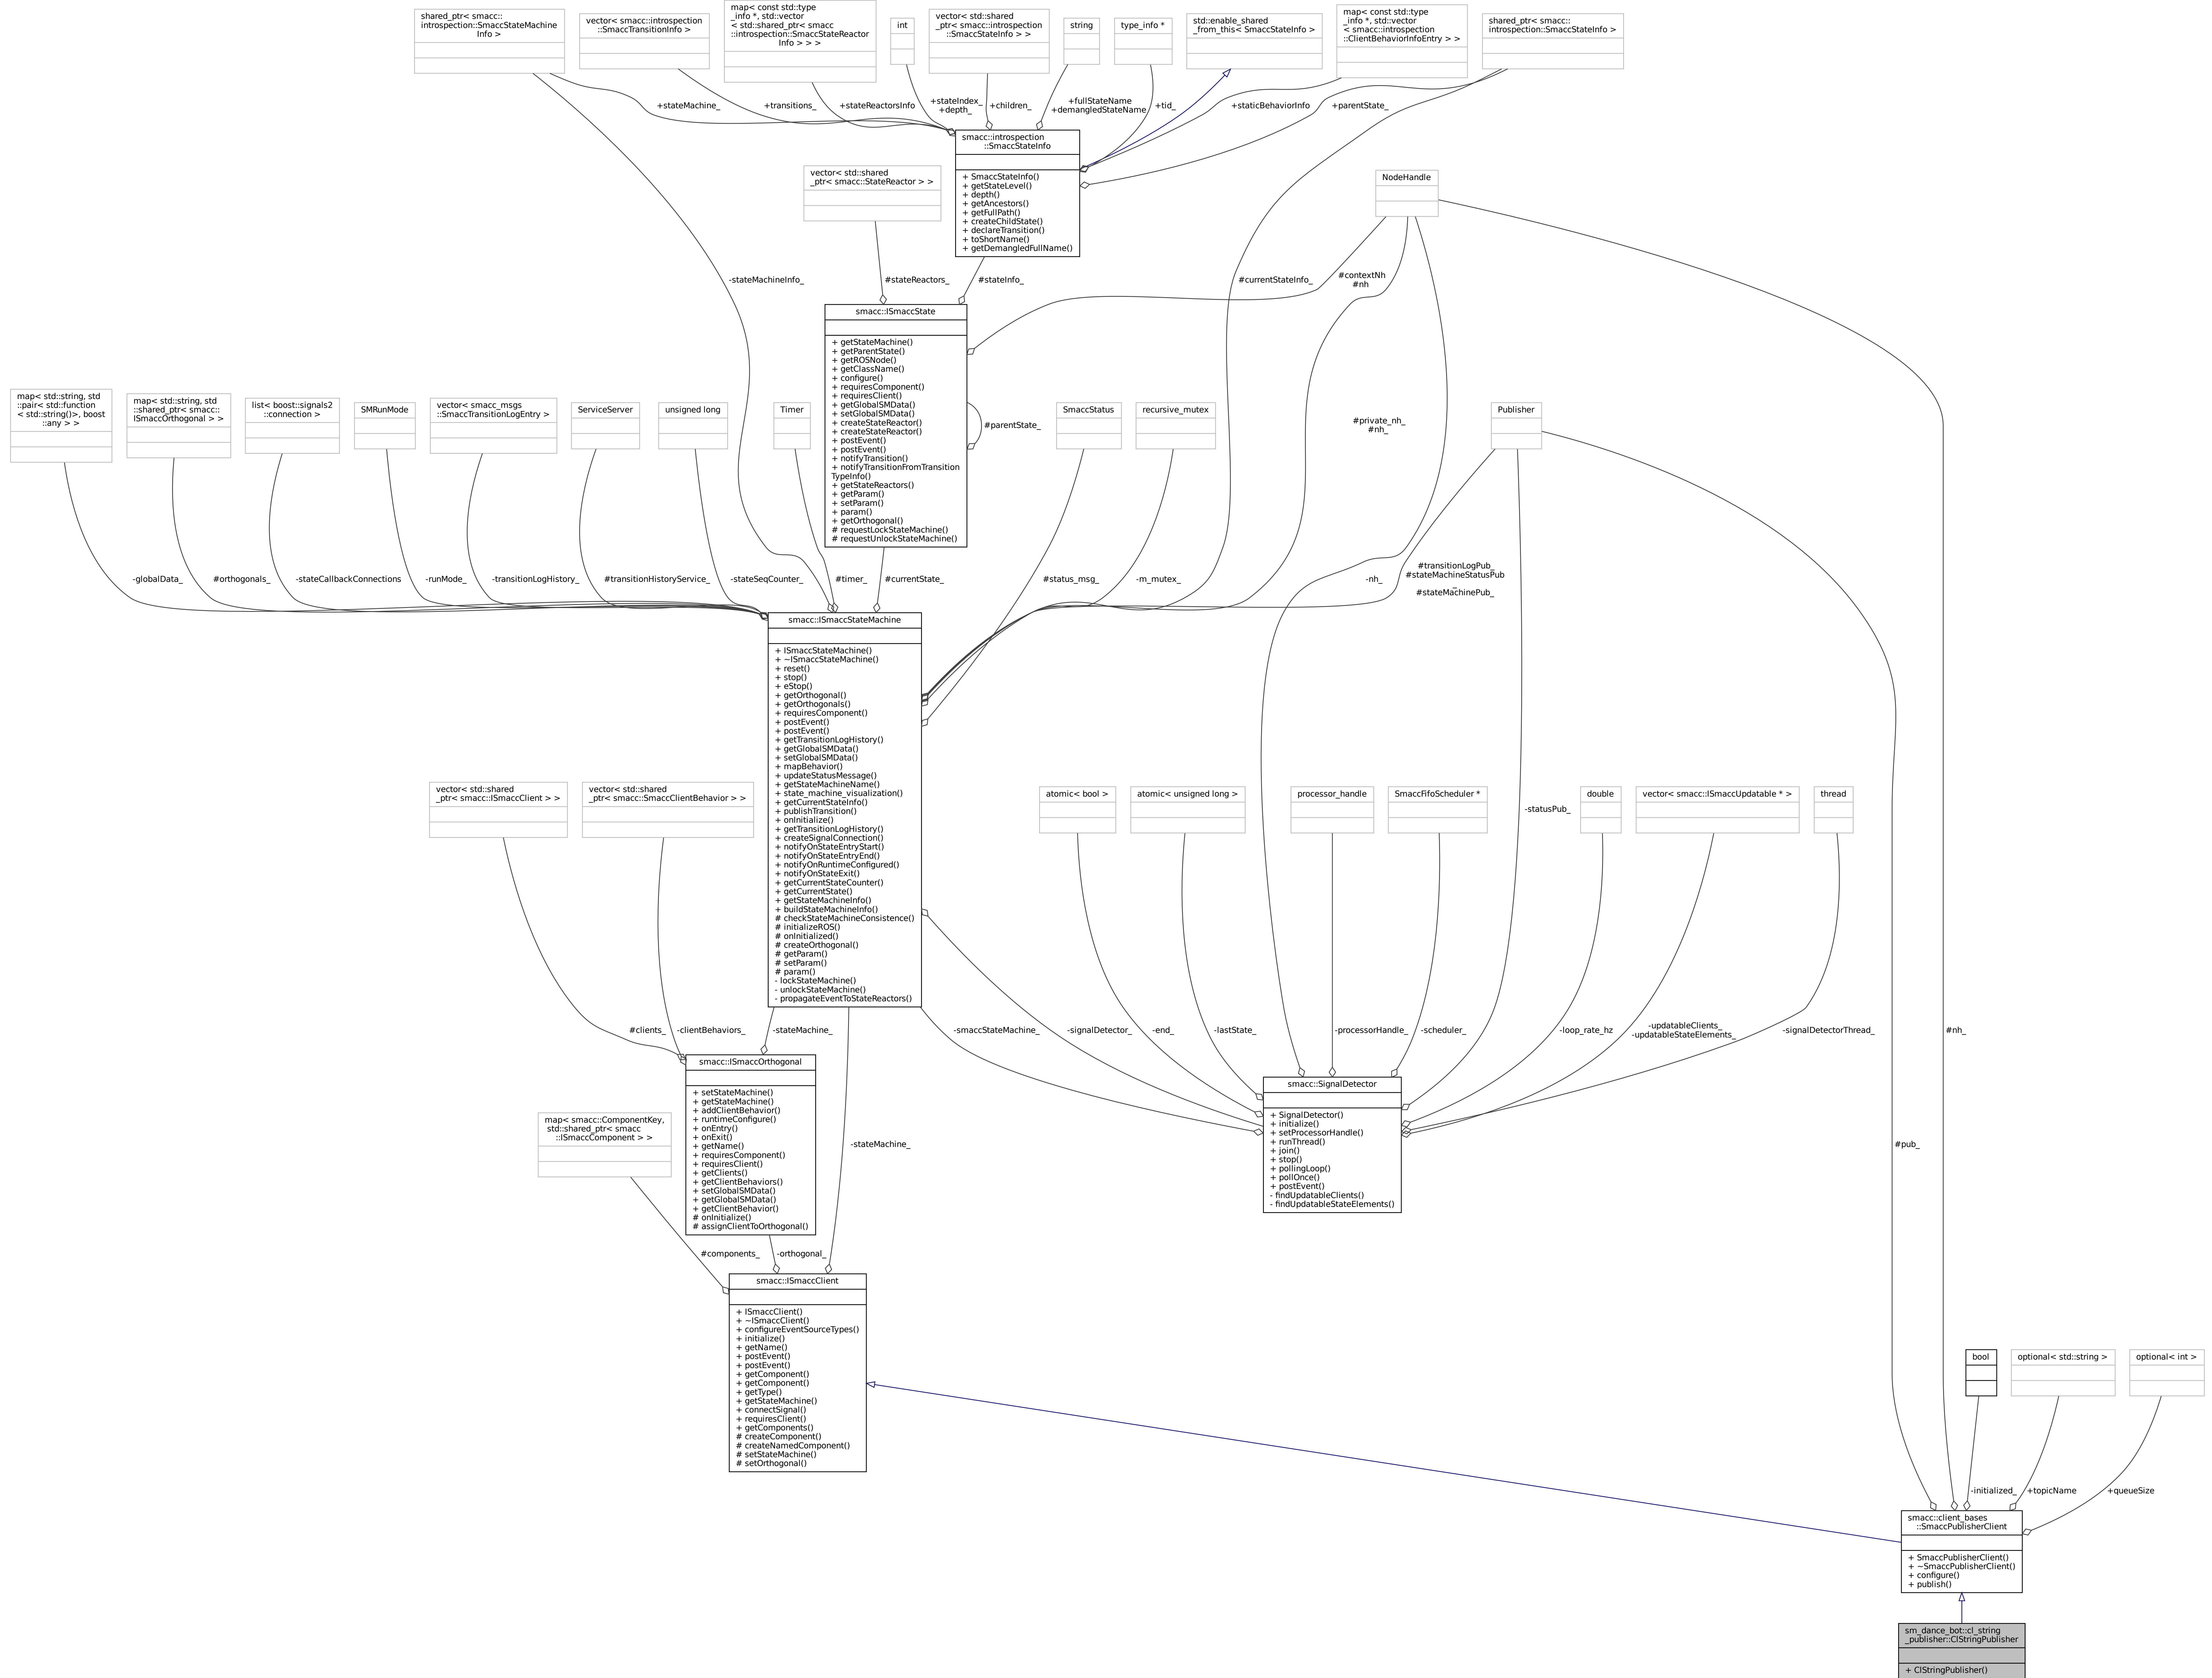 shared_ptr< smacc::
introspection::SmaccStateMachine
Info >
vector< smacc::introspection
::SmaccTransitionInfo >
map< const std::type
_info *, std::vector
< std::shared_ptr< smacc
::introspection::SmaccStateReactor
Info > > >
int
vector< std::shared
_ptr< smacc::introspection
::SmaccStateInfo > >
string
type_info *
std::enable_shared
_from_this< SmaccStateInfo >
map< const std::type
_info *, std::vector
< smacc::introspection
::ClientBehaviorInfoEntry > >
shared_ptr< smacc::
introspection::SmaccStateInfo >
+stateMachine_
+transitions_
+stateReactorsInfo
+stateIndex_
+depth_
+children_
+fullStateName
+demangledStateName
+tid_
+staticBehaviorInfo
+parentState_
smacc::introspection
::SmaccStateInfo
+ SmaccStateInfo()
+ getStateLevel()
+ depth()
+ getAncestors()
+ getFullPath()
+ createChildState()
+ declareTransition()
+ toShortName()
+ getDemangledFullName()
vector< std::shared
_ptr< smacc::StateReactor > >
NodeHandle
-stateMachineInfo_
#stateReactors_
#stateInfo_
#currentStateInfo_
#contextNh
#nh
smacc::ISmaccState
+ getStateMachine()
+ getParentState()
+ getROSNode()
+ getClassName()
+ configure()
+ requiresComponent()
+ requiresClient()
+ getGlobalSMData()
+ setGlobalSMData()
+ createStateReactor()
+ createStateReactor()
+ postEvent()
+ postEvent()
+ notifyTransition()
+ notifyTransitionFromTransition
TypeInfo()
+ getStateReactors()
+ getParam()
+ setParam()
+ param()
+ getOrthogonal()
# requestLockStateMachine()
# requestUnlockStateMachine()
#parentState_
map< std::string, std
::pair< std::function
< std::string()>, boost
::any > >
map< std::string, std
::shared_ptr< smacc::
ISmaccOrthogonal > >
list< boost::signals2
::connection >
SMRunMode
vector< smacc_msgs
::SmaccTransitionLogEntry >
ServiceServer
unsigned long
Timer
SmaccStatus
recursive_mutex
#private_nh_
#nh_
Publisher
-globalData_
#orthogonals_
-stateCallbackConnections
-runMode_
-transitionLogHistory_
#transitionHistoryService_
-stateSeqCounter_
#timer_
#currentState_
#status_msg_
-m_mutex_
-nh_
#transitionLogPub_
#stateMachineStatusPub
_
#stateMachinePub_
smacc::ISmaccStateMachine
+ ISmaccStateMachine()
+ ~ISmaccStateMachine()
+ reset()
+ stop()
+ eStop()
+ getOrthogonal()
+ getOrthogonals()
+ requiresComponent()
+ postEvent()
+ postEvent()
+ getTransitionLogHistory()
+ getGlobalSMData()
+ setGlobalSMData()
+ mapBehavior()
+ updateStatusMessage()
+ getStateMachineName()
+ state_machine_visualization()
+ getCurrentStateInfo()
+ publishTransition()
+ onInitialize()
+ getTransitionLogHistory()
+ createSignalConnection()
+ notifyOnStateEntryStart()
+ notifyOnStateEntryEnd()
+ notifyOnRuntimeConfigured()
+ notifyOnStateExit()
+ getCurrentStateCounter()
+ getCurrentState()
+ getStateMachineInfo()
+ buildStateMachineInfo()
# checkStateMachineConsistence()
# initializeROS()
# onInitialized()
# createOrthogonal()
# getParam()
# setParam()
# param()
- lockStateMachine()
- unlockStateMachine()
- propagateEventToStateReactors()
vector< std::shared
_ptr< smacc::ISmaccClient > >
vector< std::shared
_ptr< smacc::SmaccClientBehavior > >
atomic< bool >
atomic< unsigned long >
processor_handle
SmaccFifoScheduler *
-statusPub_
double
vector< smacc::ISmaccUpdatable * >
thread
#clients_
-clientBehaviors_
-stateMachine_
-smaccStateMachine_
-signalDetector_
-end_
-lastState_
-processorHandle_
-scheduler_
-loop_rate_hz
-updatableClients_
-updatableStateElements_
-signalDetectorThread_
#nh_
smacc::ISmaccOrthogonal
+ setStateMachine()
+ getStateMachine()
+ addClientBehavior()
+ runtimeConfigure()
+ onEntry()
+ onExit()
+ getName()
+ requiresComponent()
+ requiresClient()
+ getClients()
+ getClientBehaviors()
+ setGlobalSMData()
+ getGlobalSMData()
+ getClientBehavior()
# onInitialize()
# assignClientToOrthogonal()
smacc::SignalDetector
+ SignalDetector()
+ initialize()
+ setProcessorHandle()
+ runThread()
+ join()
+ stop()
+ pollingLoop()
+ pollOnce()
+ postEvent()
- findUpdatableClients()
- findUpdatableStateElements()
map< smacc::ComponentKey,
std::shared_ptr< smacc
::ISmaccComponent > >
-stateMachine_
#pub_
#components_
-orthogonal_
smacc::ISmaccClient
+ ISmaccClient()
+ ~ISmaccClient()
+ configureEventSourceTypes()
+ initialize()
+ getName()
+ postEvent()
+ postEvent()
+ getComponent()
+ getComponent()
+ getType()
+ getStateMachine()
+ connectSignal()
+ requiresClient()
+ getComponents()
# createComponent()
# createNamedComponent()
# setStateMachine()
# setOrthogonal()
bool
optional< std::string >
optional< int >
-initialized_
+topicName
+queueSize
smacc::client_bases
::SmaccPublisherClient
+ SmaccPublisherClient()
+ ~SmaccPublisherClient()
+ configure()
+ publish()
sm_dance_bot::cl_string
_publisher::ClStringPublisher
+ ClStringPublisher()